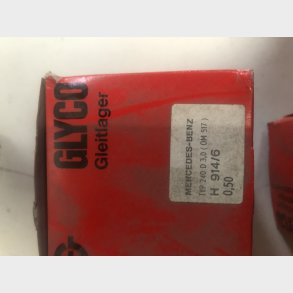 GLYCO
Gleitlager
MERCEDES-BENZ
TYP 240 D 3,0 ( OM 617 )
H 914/6
0,50